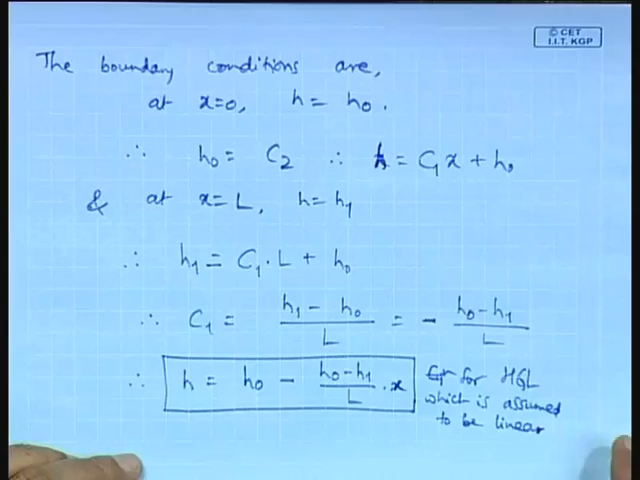 © CET
I.I.T. KGP
The boundary conditions are,
at x=0, h = h₀.
∴ h₀ = C₂ ∴ h = C₁x + h₀
& at x=L, h=h₁
∴ h₁ = C₁.L + h₀
∴ C₁ = (h₁ - h₀)/L = - (h₀-h₁)/L
∴ h = h₀ - (h₀-h₁)/L .x
for HGL
which is assumed
to be linear